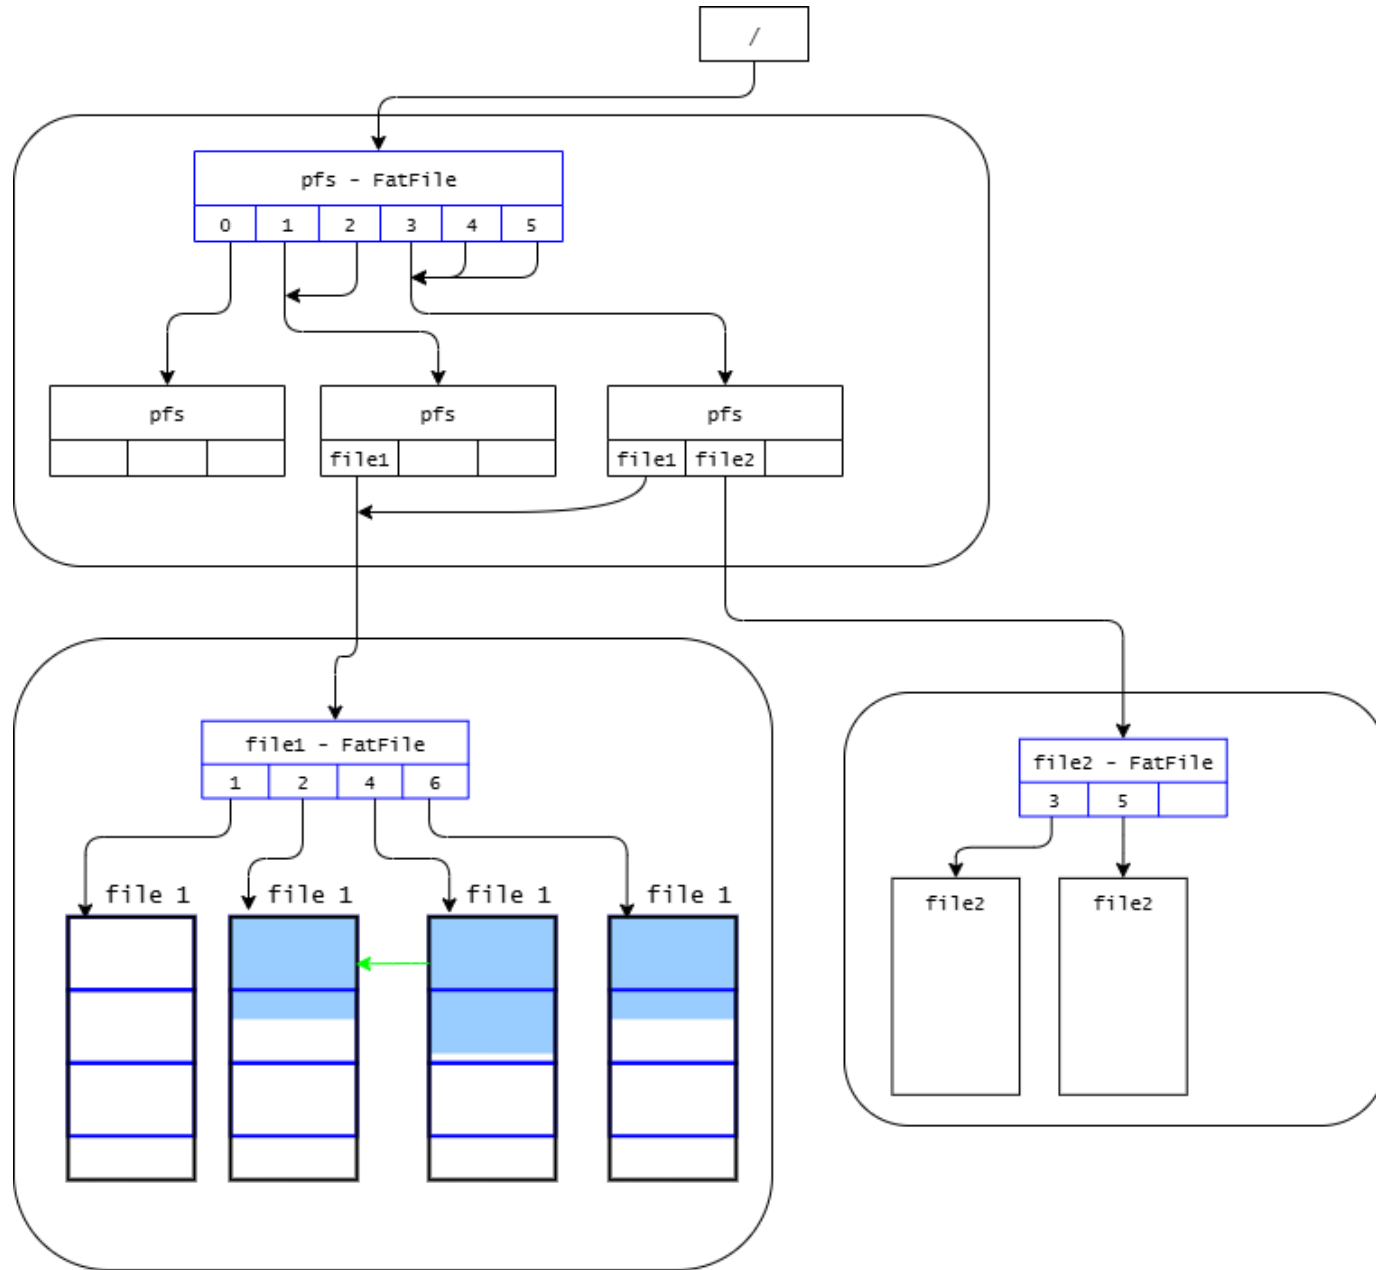 /
pfs - FatFile
0 1 2 3 4 5
pfs pfs pfs
file1 file1 file2
file1 - FatFile
1 2 4 6
file 1 file 1 file 1 file 1
file2 - FatFile
3 5
file2 file2